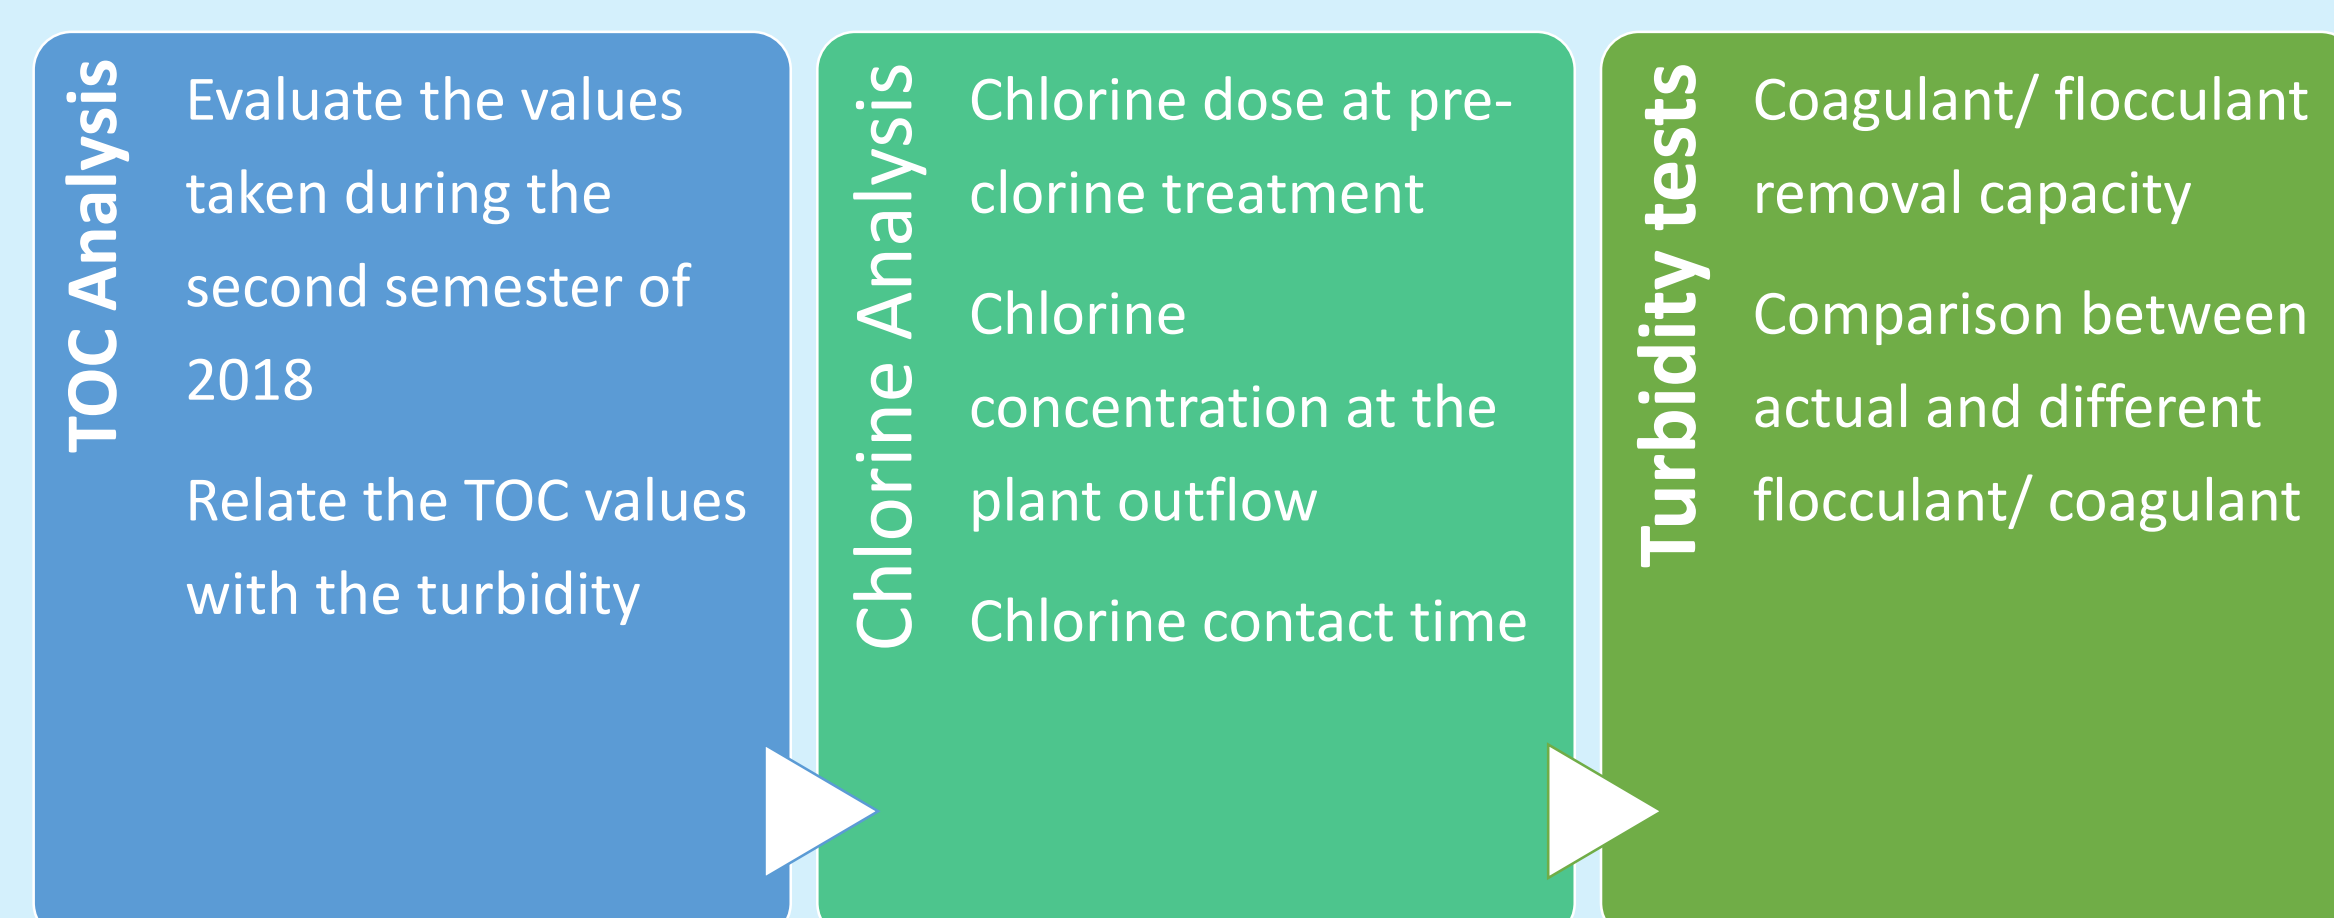 TOC Analysis
Evaluate the values
taken during the
second semester of
2018
Relate the TOC values
with the turbidity
Chlorine Analysis
Chlorine dose at pre-
clorine treatment
Chlorine
concentration at the
plant outflow
Chlorine contact time
Turbidity tests
Coagulant/ flocculant
removal capacity
Comparison between
actual and different
flocculant/ coagulant